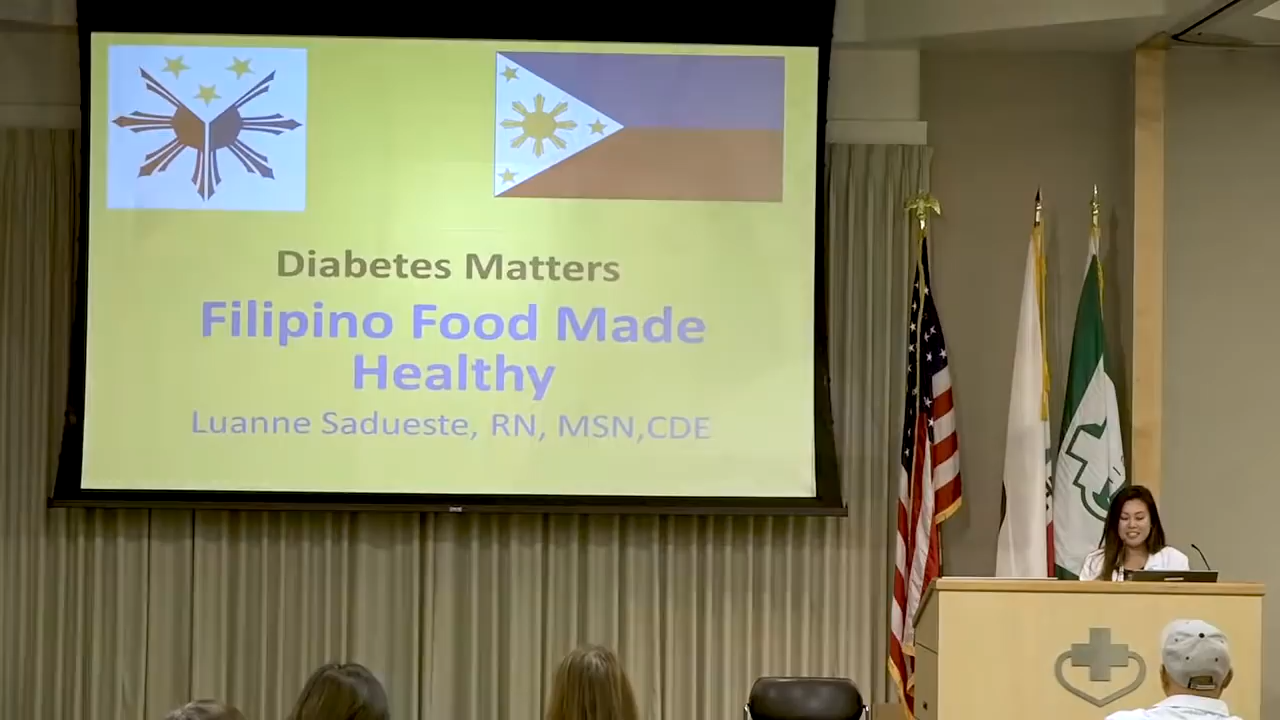 Diabetes Matters
Filipino Food Made
Healthy
Luanne Sadueste, RN, MSN,CDE